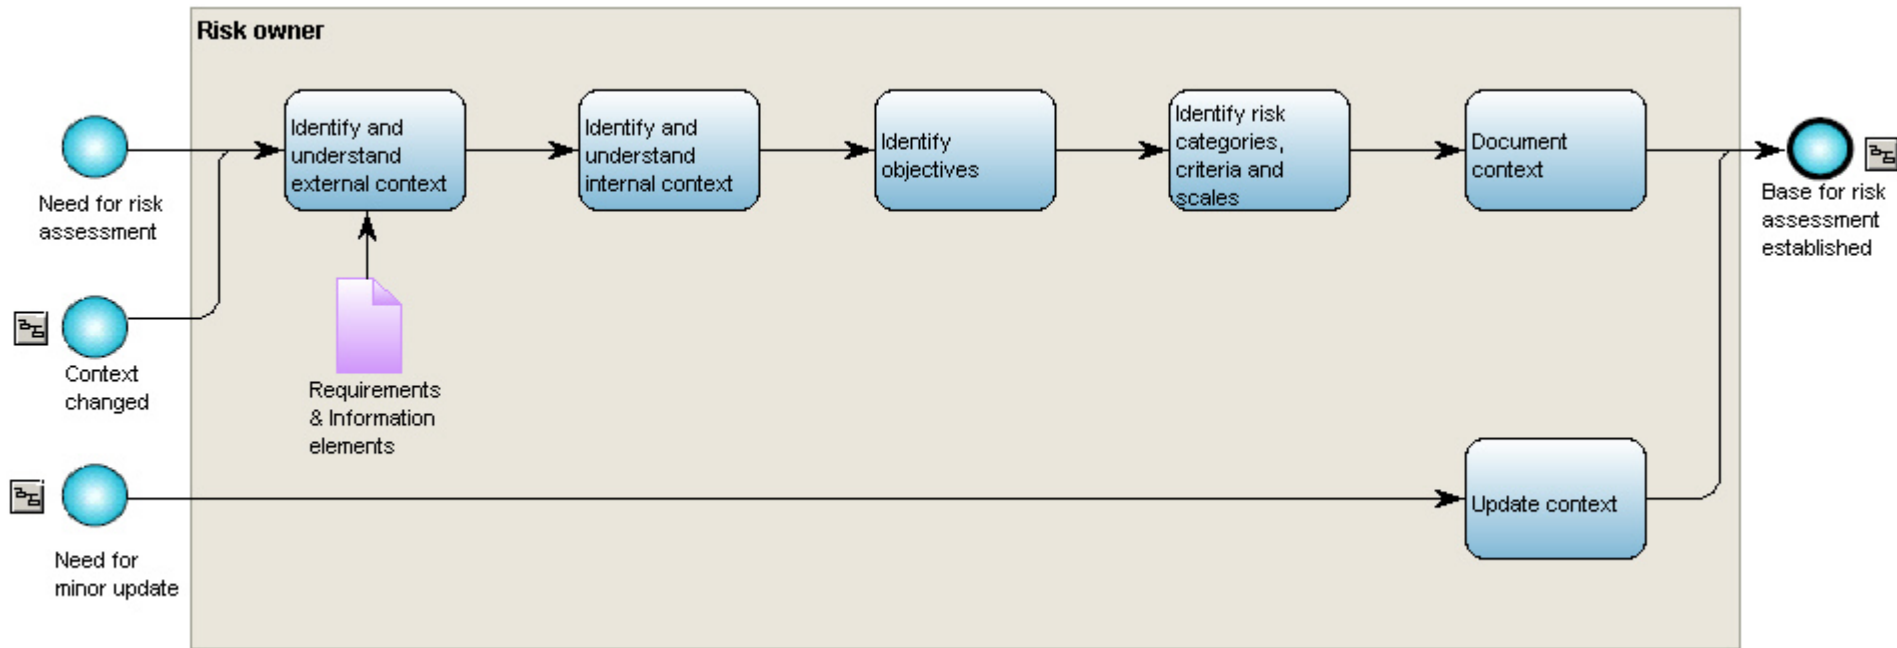 Risk owner
Identify and
understand
external context
Identify and
understand
internal context
Identify
objectives
Identify risk
categories,
criteria and
scales
Document
context
Need for risk
assessment
Base for risk
assessment
established
Context
changed
Requirements
& Information
elements
Update context
Need for
minor update